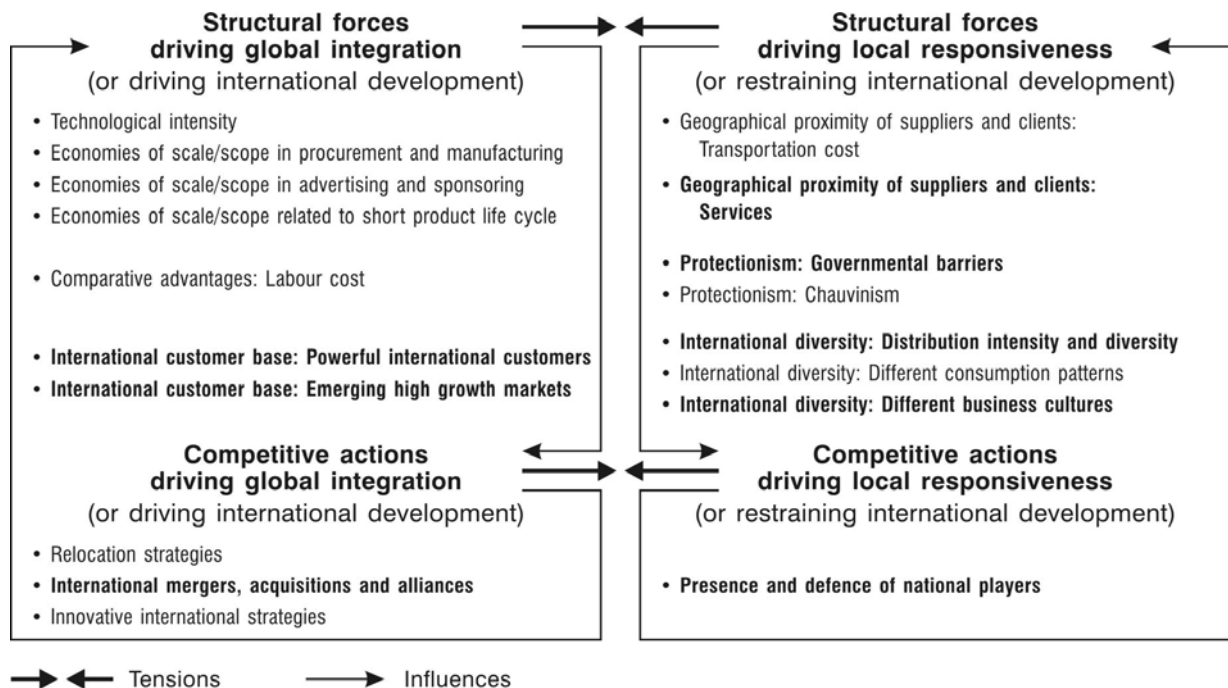 Structural forces
driving global integration
(or driving international development)
• Technological intensity
• Economies of scale/scope in procurement and manufacturing
• Economies of scale/scope in advertising and sponsoring
• Economies of scale/scope related to short product life cycle
• Comparative advantages: Labour cost
• International customer base: Powerful international customers
• International customer base: Emerging high growth markets
Structural forces
driving local responsiveness
(or restraining international development)
• Geographical proximity of suppliers and clients:
Transportation cost
• Geographical proximity of suppliers and clients:
Services
• Protectionism: Governmental barriers
• Protectionism: Chauvinism
• International diversity: Distribution intensity and diversity
• International diversity: Different consumption patterns
• International diversity: Different business cultures
Competitive actions
driving global integration
(or driving international development)
• Relocation strategies
• International mergers, acquisitions and alliances
• Innovative international strategies
Competitive actions
driving local responsiveness
(or restraining international development)
• Presence and defence of national players
Tensions
Influences